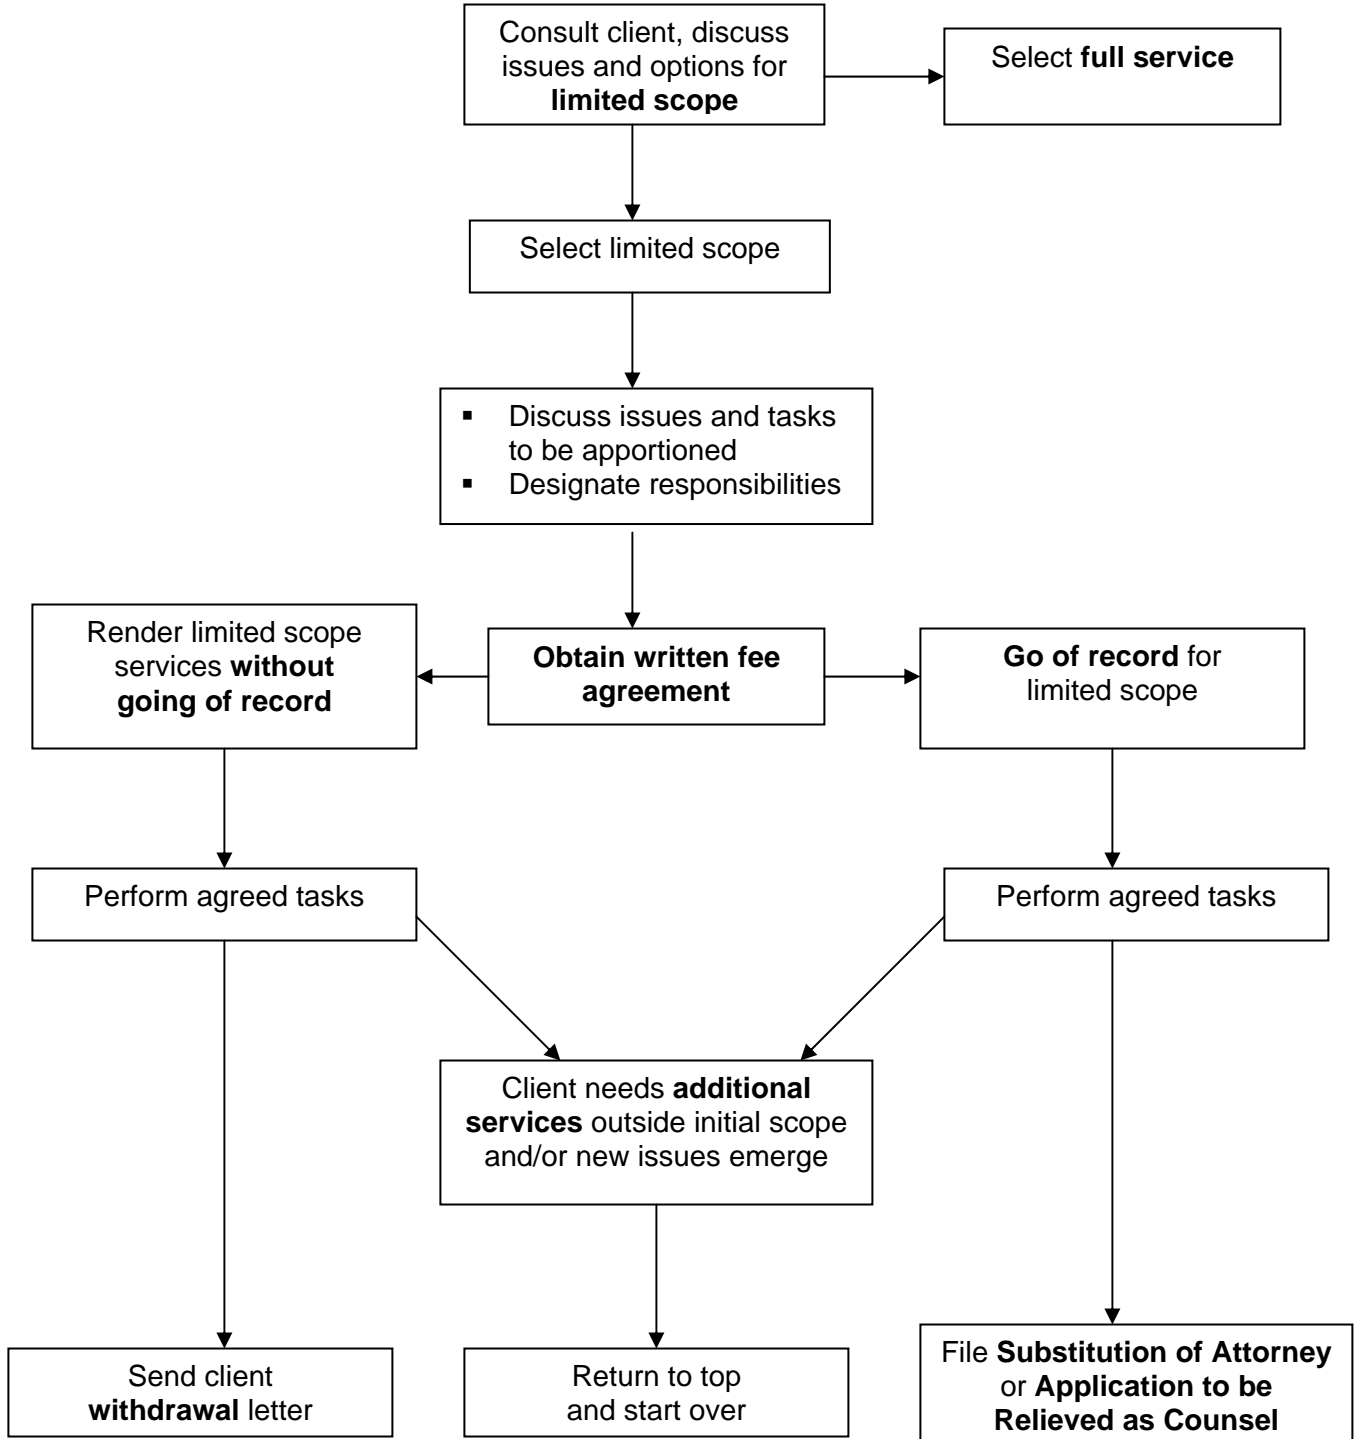 Consult client, discuss
issues and options for
limited scope
Select full service
Select limited scope
▪ Discuss issues and tasks
to be apportioned
▪ Designate responsibilities
Render limited scope
services without
going of record
Obtain written fee
agreement
Go of record for
limited scope
Perform agreed tasks
Perform agreed tasks
Client needs additional
services outside initial scope
and/or new issues emerge
Send client
withdrawal letter
Return to top
and start over
File Substitution of Attorney
or Application to be
Relieved as Counsel